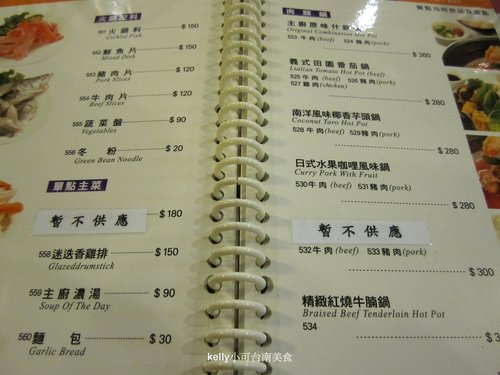 火鍋配料
551 火鍋料 $ 150
Cickied Fish
552 鮮魚片 $ 150
Mixed Dish
553 豬肉片 $ 120
Pork Slices
554 牛肉片 $ 120
Beef Slices
555 蔬菜盤 $ 90
Vegetables
556 冬 粉 $ 20
Green Bean Noodle
單點主菜
暫不供應 $ 180
558 迷迭香雞排 $ 150
Glazeddrumstick
559 主廚濃湯 $ 90
Soup Of The Day
560 麵 包 $ 30
Garlic Bread
肉類鍋
主廚原味什錦鍋
Original Combination Hot Pot
523 牛肉 (beef) 524 豬肉 (pork)
$ 260
義式田園番茄鍋
Itulian Tomato Hot Pot (beef)
525 牛肉 (beef) 526 豬肉 (pork)
527 雞肉 (chicken)
$ 280
南洋風味椰香芋頭鍋
Coconut Taro Hot Pot
528 牛肉 (beef) 529 豬肉 (pork)
$ 280
日式水果咖哩風味鍋
Curry Pork With Fruit
530 牛肉 (beef) 531 豬肉 (pork)
$ 280
暫不供應
532 牛肉 (beef) 533 豬肉 (pork)
$ 300
精緻紅燒牛腩鍋
Braised Beef Tenderloin Hot Pot
534
$ 3
kelly小可台南美食